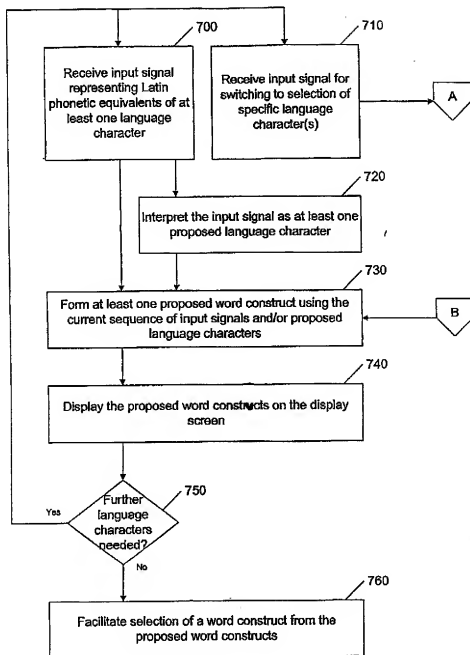 700
Receive input signal
representing Latin
phonetic equivalents of at
least one language
character
710
Receive input signal for
switching to selection of
specific language
character(s)
A
720
Interpret the input signal as at least one
proposed language character
730
Form at least one proposed word construct using the
current sequence of input signals and/or proposed
language characters
B
740
Display the proposed word constructs on the display
screen
750
Further
language
characters
needed?
Yes
No
760
Facilitate selection of a word construct from the
proposed word constructs